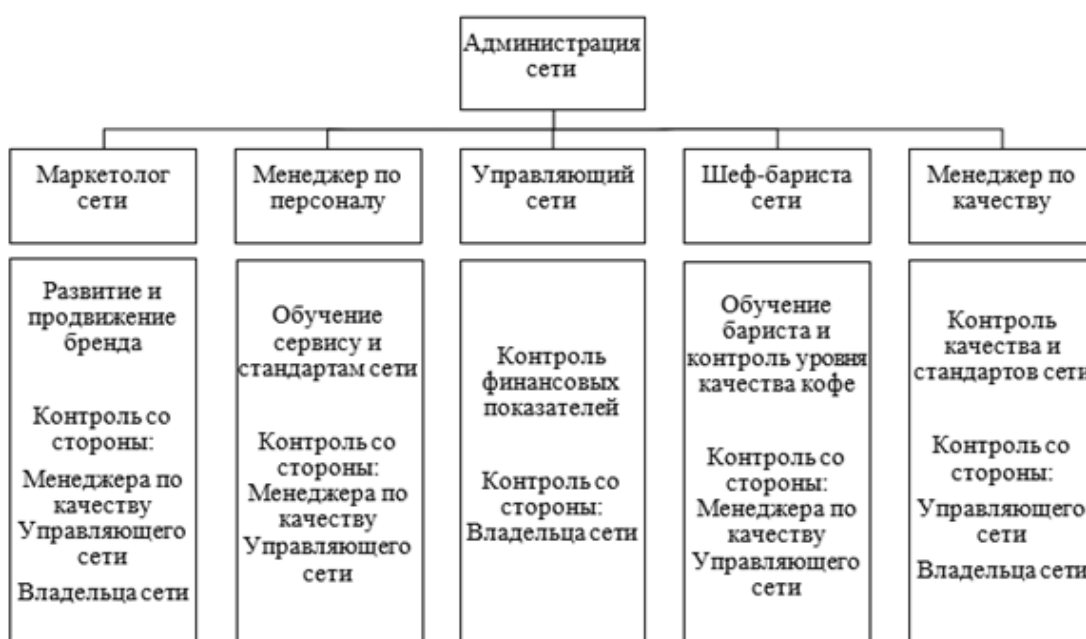 Администрация
сети
Маркетолог
сети
Менеджер по
персоналу
Управляющий
сети
Шеф-бариста
сети
Менеджер по
качеству
Развитие и
продвижение
бренда
Контроль со
стороны:
Менеджера по
качеству
Управляющего
сети
Владельца сети
Обучение
сервису и
стандартам сети
Контроль со
стороны:
Менеджера по
качеству
Управляющего
сети
Контроль
финансовых
показателей
Контроль со
стороны:
Владельца сети
Обучение
бариста и
контроль уровня
качества кофе
Контроль со
стороны:
Менеджера по
качеству
Управляющего
сети
Контроль
качества и
стандартов сети
Контроль со
стороны:
Управляющего
сети
Владельца сети